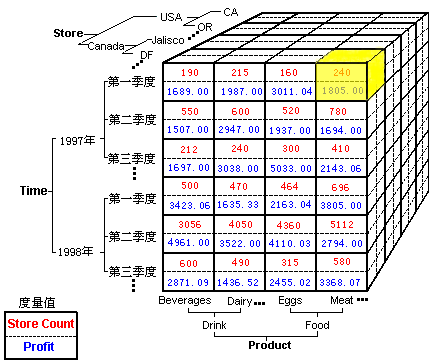 USA
CA
Store
OR
Canada
Jalisco
DF
第一季度
190 215 160 240
1689.00 1987.00 3011.04 1805.00
第二季度
550 600 520 780
1507.00 2947.00 1937.00 1694.00
1997年
第三季度
212 240 300 410
1697.00 3038.00 5033.00 2143.06
Time
第一季度
500 470 464 696
3423.06 1635.33 2163.04 3805.00
1998年
第二季度
3056 4050 4360 5112
4961.00 3522.00 4110.03 2794.00
第三季度
600 490 315 580
2871.09 1436.52 2455.02 3368.07
Beverages Dairy Eggs Meat
Drink Food
Product
度量值
Store Count
Profit